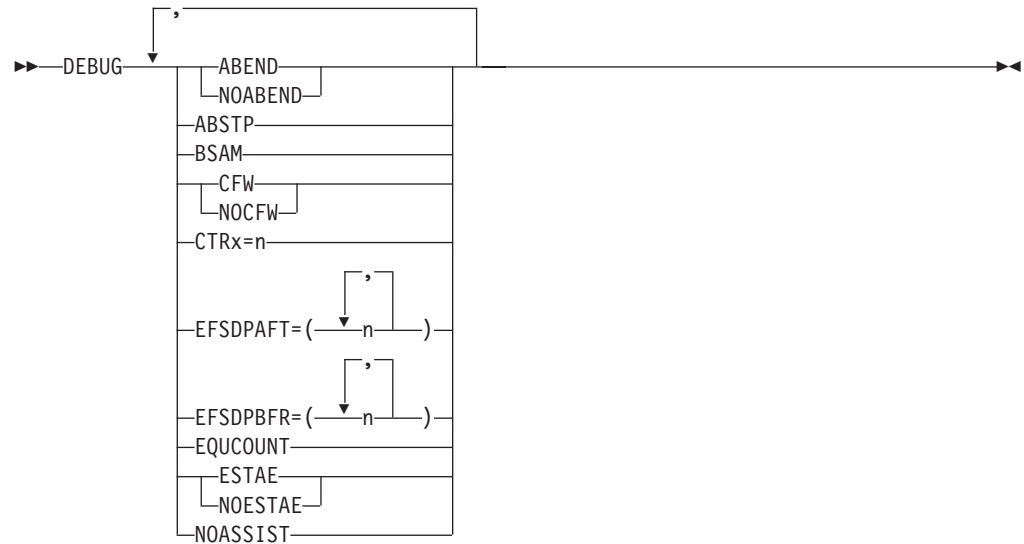 ,
DEBUG ABEND
NOABEND
ABSTP
BSAM
CFW
NOCFW
CTRx=n
,
EFSDPAFT=( n )
,
EFSDPBFR=( n )
EQUCOUNT
ESTAE
NOESTAE
NOASSIST